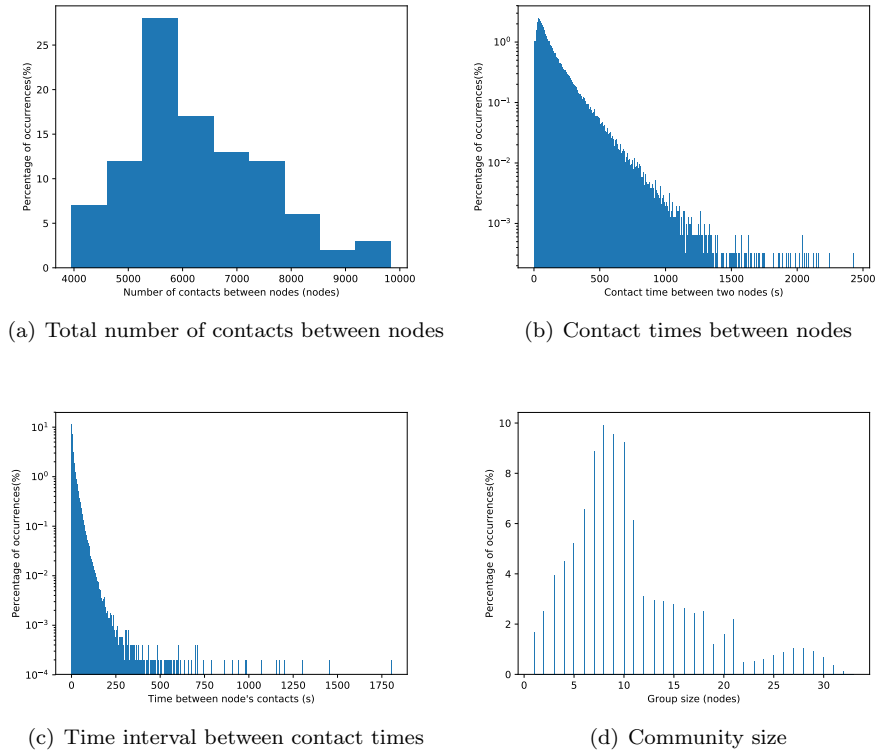 25
20
15
10
5
0
Percentage of occurrences(%)
4000 5000 6000 7000 8000 9000 10000
Number of contacts between nodes (nodes)
(a) Total number of contacts between nodes
10^0
10^-1
10^-2
10^-3
Percentage of occurrences(%)
0 500 1000 1500 2000 2500
Contact time between two nodes (s)
(b) Contact times between nodes
10^1
10^0
10^-1
10^-2
10^-3
10^-4
Percentage of occurrences(%)
0 250 500 750 1000 1250 1500 1750
Time between node's contacts (s)
(c) Time interval between contact times
10
8
6
4
2
0
Percentage of occurrences(%)
0 5 10 15 20 25 30
Group size (nodes)
(d) Community size